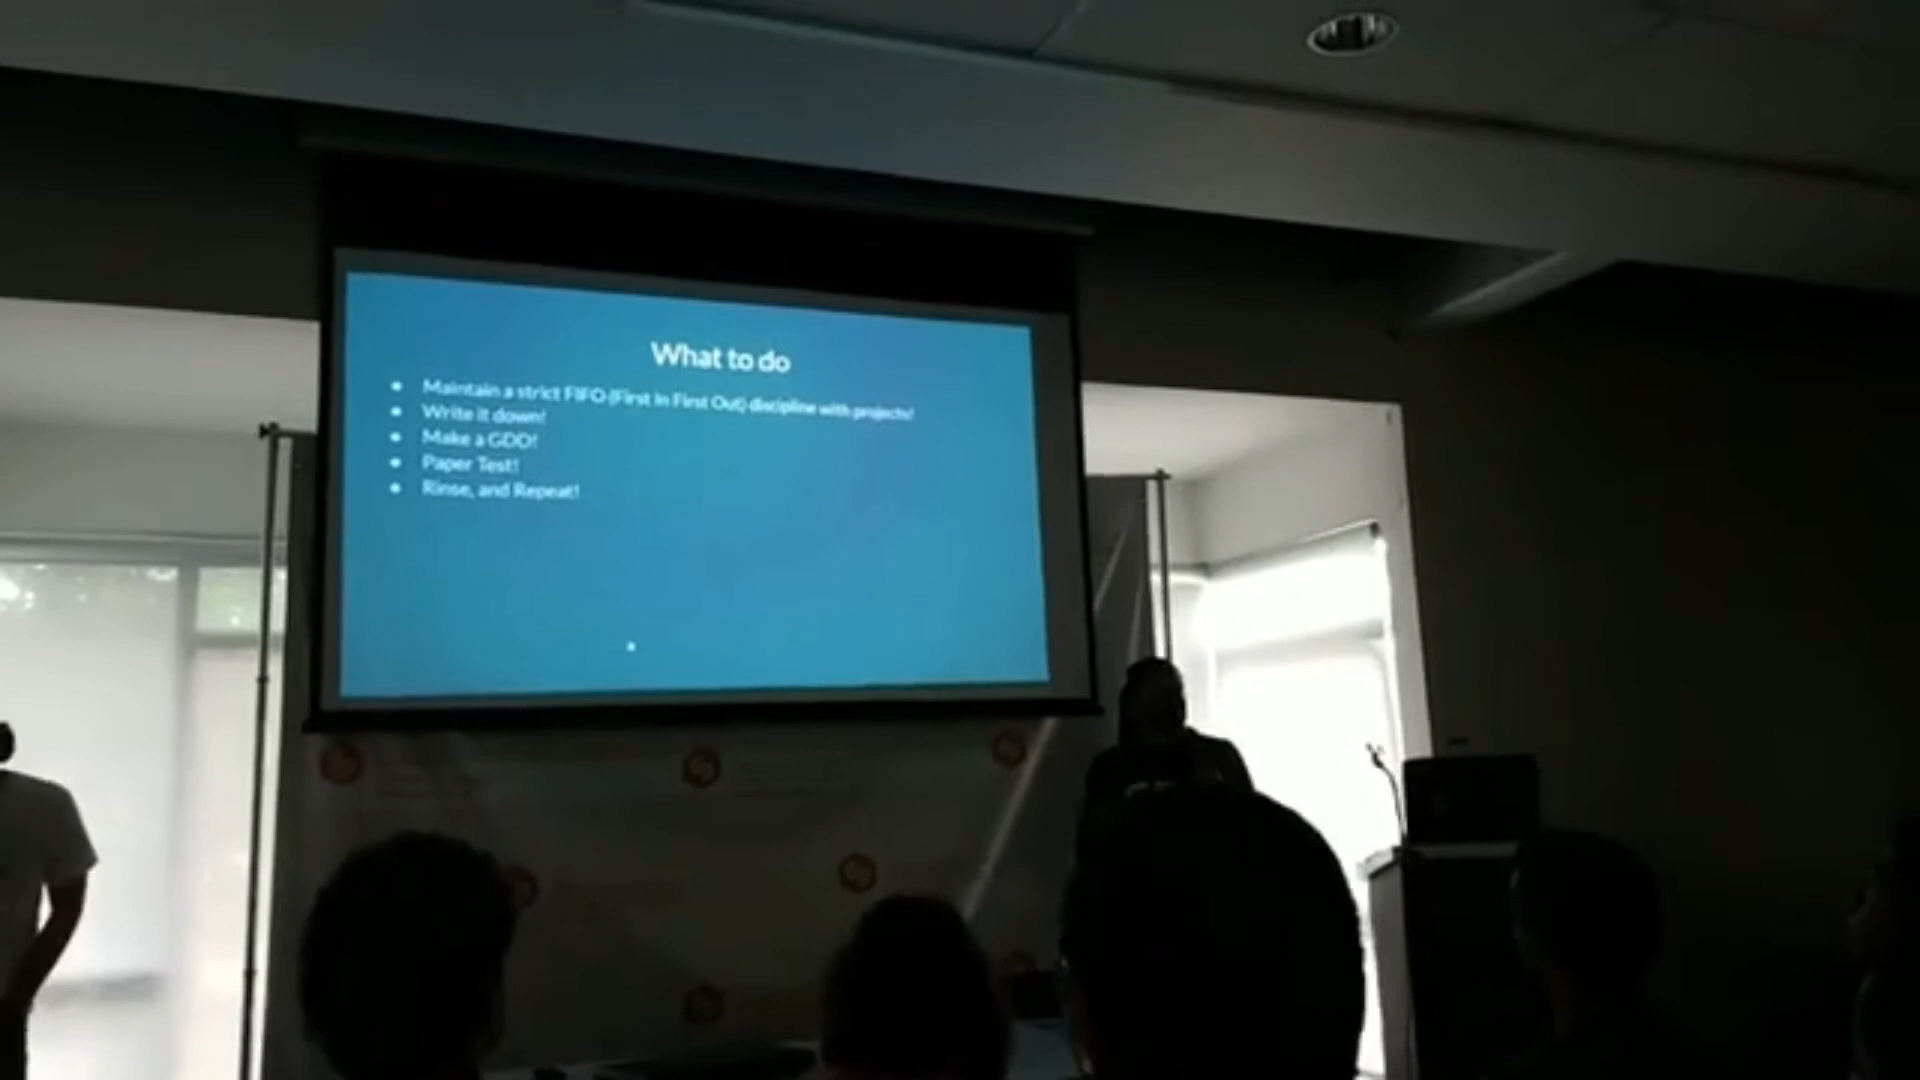 What to do
• Maintain a strict FIFO (First In First Out) discipline with projects!
• Write it down!
• Make a GDD!
• Paper Test!
• Rinse, and Repeat!